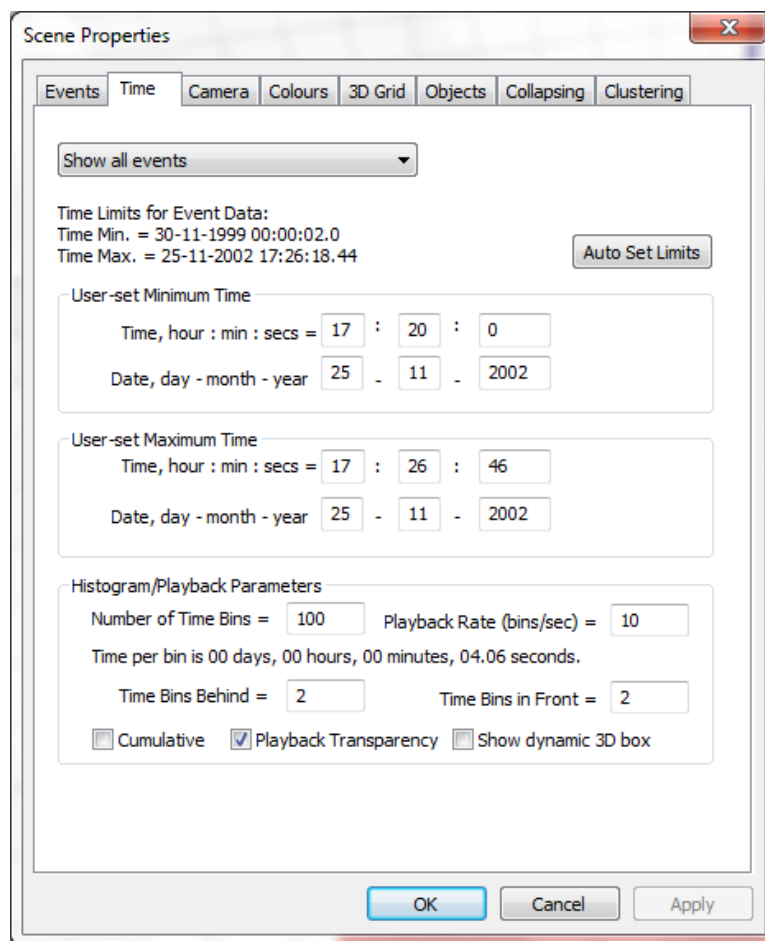 Scene Properties
Events Time Camera Colours 3D Grid Objects Collapsing Clustering
Show all events
Time Limits for Event Data:
Time Min. = 30-11-1999 00:00:02.0
Time Max. = 25-11-2002 17:26:18.44
Auto Set Limits
User-set Minimum Time
Time, hour : min : secs = 17 : 20 : 0
Date, day - month - year 25 - 11 - 2002
User-set Maximum Time
Time, hour : min : secs = 17 : 26 : 46
Date, day - month - year 25 - 11 - 2002
Histogram/Playback Parameters
Number of Time Bins = 100 Playback Rate (bins/sec) = 10
Time per bin is 00 days, 00 hours, 00 minutes, 04.06 seconds.
Time Bins Behind = 2 Time Bins in Front = 2
Cumulative Playback Transparency Show dynamic 3D box
OK Cancel Apply